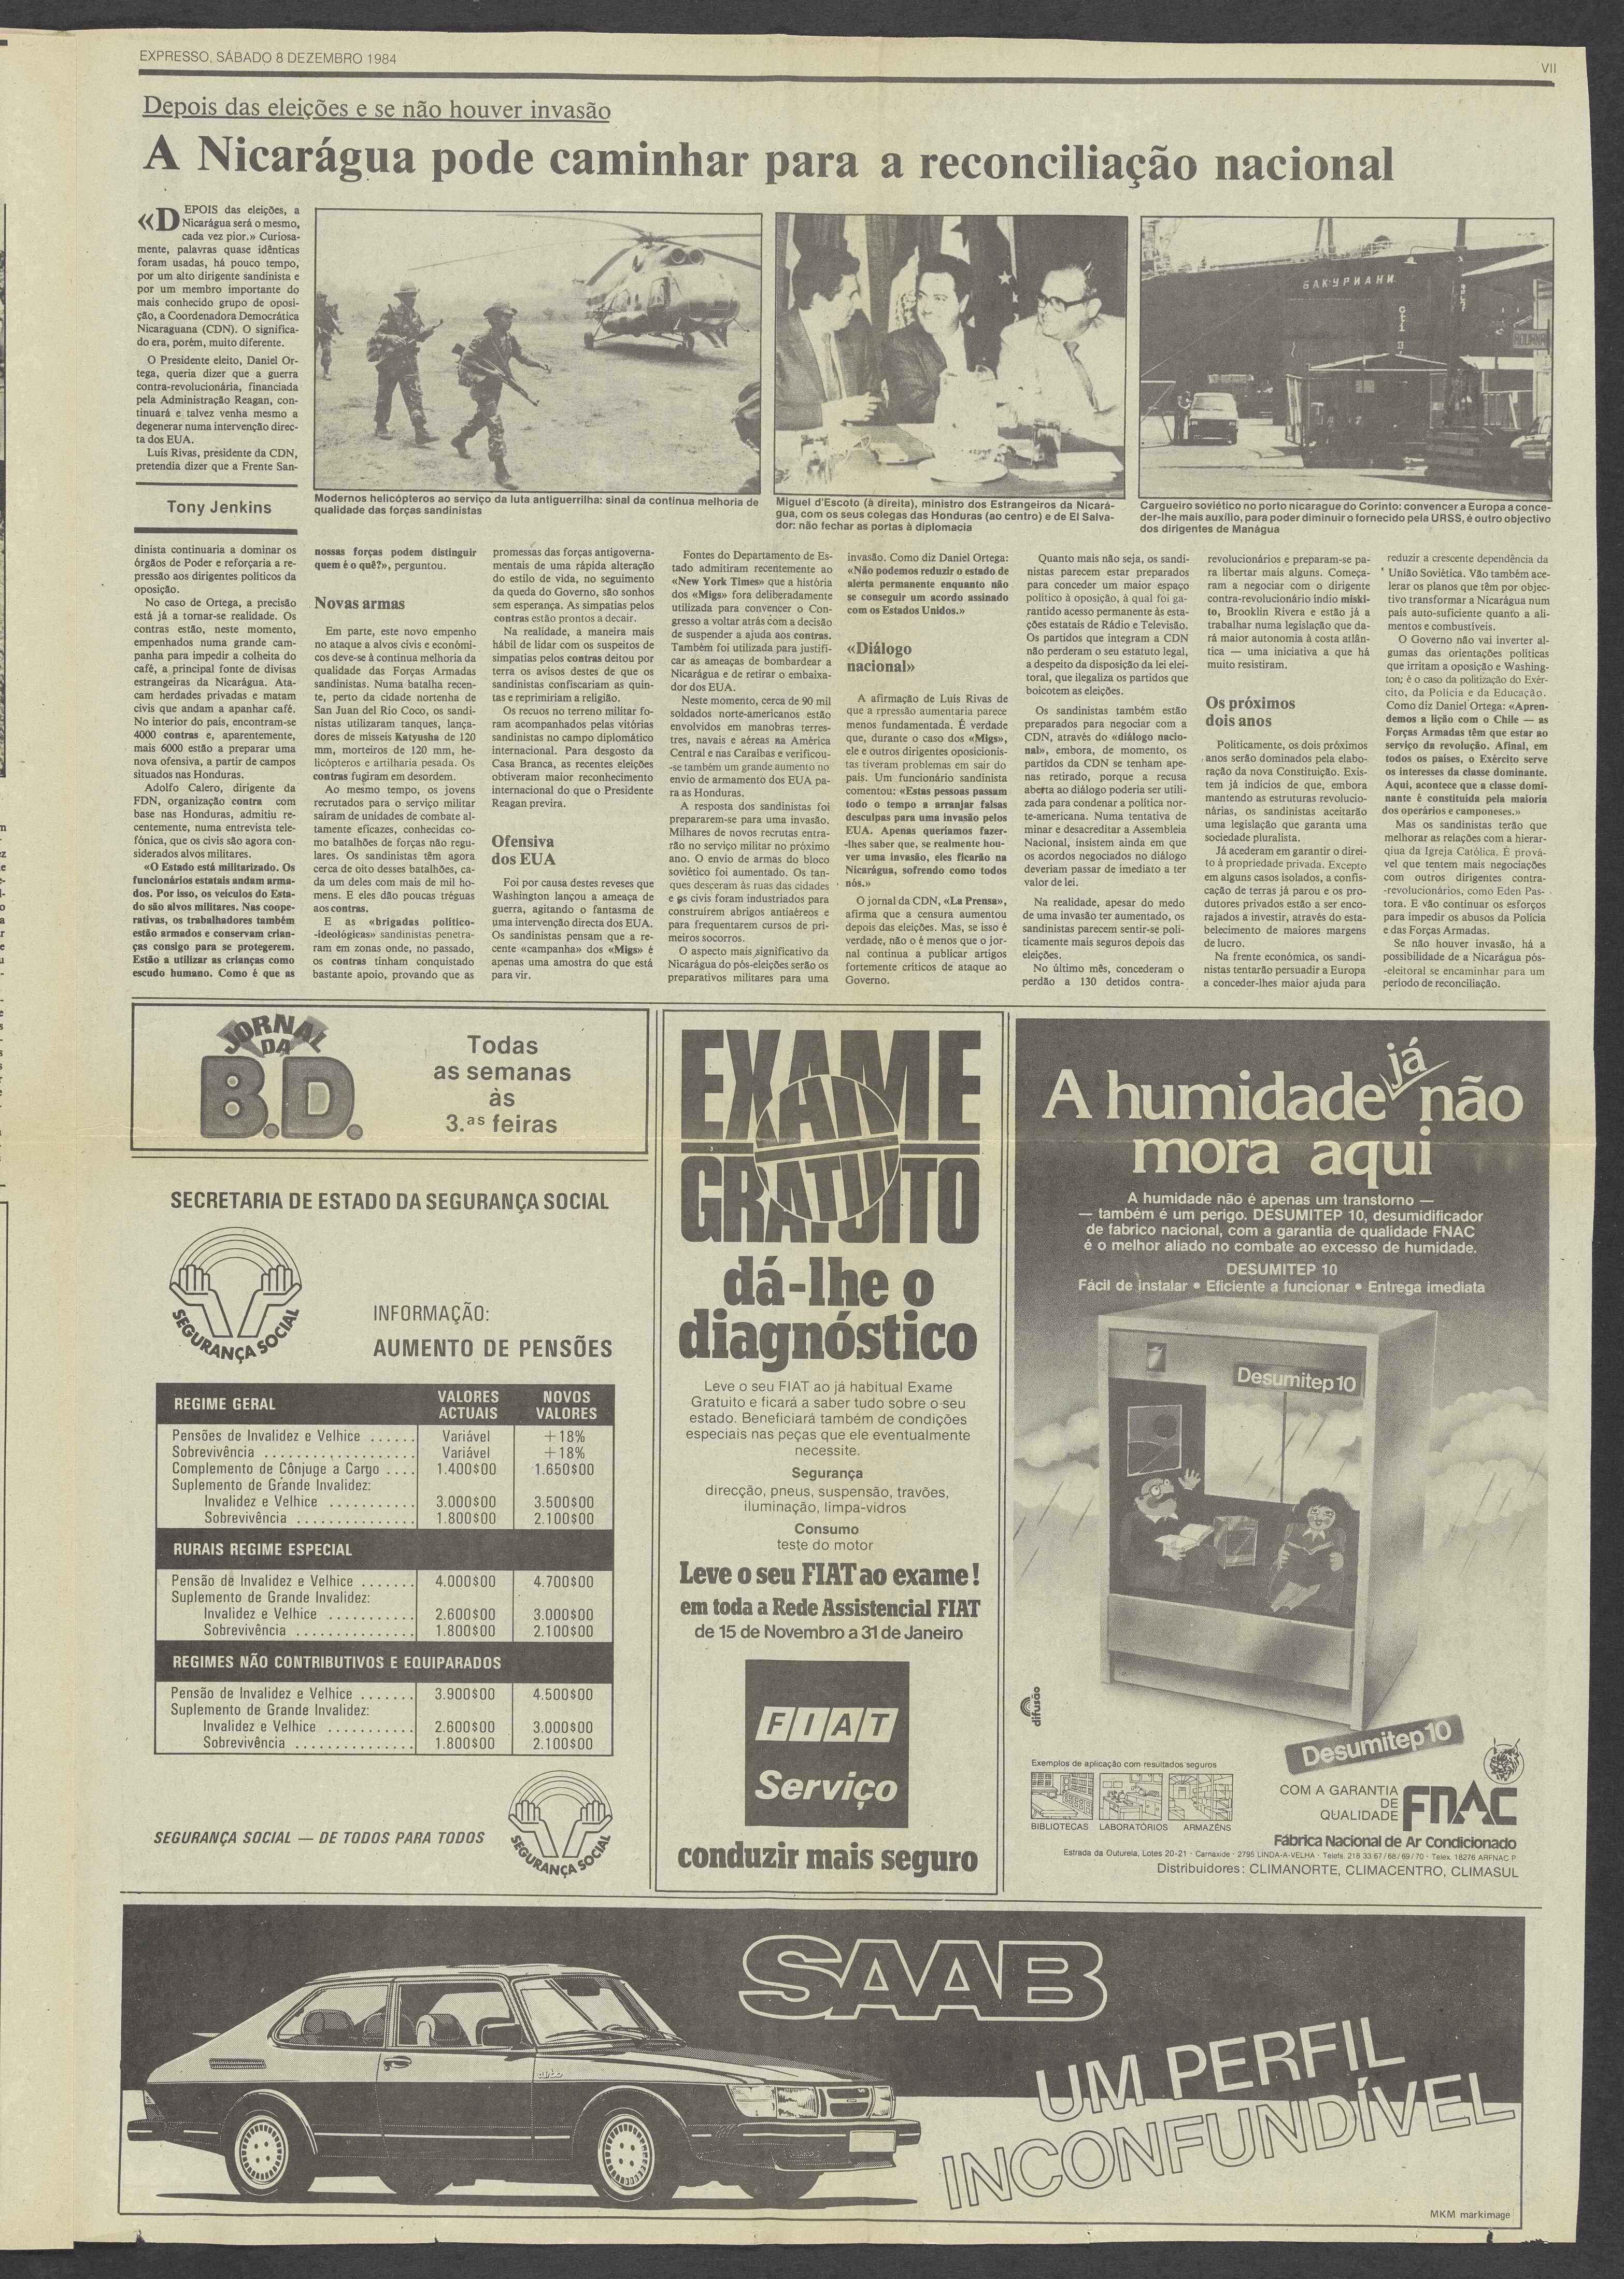 EXPRESSO, SÁBADO 8 DEZEMBRO 1984
VII
Depois das eleições e se não houver invasão
A Nicarágua pode caminhar para a reconciliação nacional
«DEPOIS das eleições, a
Nicarágua será o mesmo,
cada vez pior.» Curiosa-
mente, palavras quase idênticas
foram usadas, há pouco tempo,
por um alto dirigente sandinista e
por um membro importante do
mais conhecido grupo de oposi-
ção, a Coordenadora Democrática
Nicaraguana (CDN). O significa-
do era, porém, muito diferente.
O Presidente eleito, Daniel Or-
tega, queria dizer que a guerra
contra-revolucionária, financiada
pela Administração Reagan, con-
tinuará e talvez venha mesmo a
degenerar numa intervenção direc-
ta dos EUA.
Luís Rivas, presidente da CDN,
pretendia dizer que a Frente San-
Tony Jenkins
БАКУРИАНИ
Modernos helicópteros ao serviço da luta antiguerrilha: sinal da contínua melhoria de
qualidade das forças sandinistas
Miguel d'Escoto (à direita), ministro dos Estrangeiros da Nicará-
gua, com os seus colegas das Honduras (ao centro) e de El Salva-
dor: não fechar as portas à diplomacia
Cargueiro soviético no porto nicarague do Corinto: convencer a Europa a conce-
der-lhe mais auxílio, para poder diminuir o fornecido pela URSS, é outro objectivo
dos dirigentes de Manágua
dinista continuaria a dominar os
órgãos de Poder e reforçaria a re-
pressão aos dirigentes políticos da
oposição.
No caso de Ortega, a precisão
está já a tornar-se realidade. Os
contras estão, neste momento,
empenhados numa grande cam-
panha para impedir a colheita do
café, a principal fonte de divisas
estrangeiras da Nicarágua. Ata-
cam herdades privadas e matam
civis que andam a apanhar café.
No interior do país, encontram-se
4000 contras e, aparentemente,
mais 6000 estão a preparar uma
nova ofensiva, a partir de campos
situados nas Honduras.
Adolfo Calero, dirigente da
FDN, organização contra com
base nas Honduras, admitiu re-
centemente, numa entrevista tele-
fónica, que os civis são agora con-
siderados alvos militares.
«O Estado está militarizado. Os
funcionários estatais andam arma-
dos. Por isso, os veículos do Esta-
do são alvos militares. Nas coope-
rativas, os trabalhadores também
estão armados e conservam crian-
ças consigo para se protegerem.
Estão a utilizar as crianças como
escudo humano. Como é que as
nossas forças podem distinguir
quem é o quê?», perguntou.
Novas armas
Em parte, este novo empenho
no ataque a alvos civis e económi-
cos deve-se à contínua melhoria da
qualidade das Forças Armadas
sandinistas. Numa batalha recen-
te, perto da cidade nortenha de
San Juan del Rio Coco, os sandi-
nistas utilizaram tanques, lança-
dores de mísseis Katyusha de 120
mm, morteiros de 120 mm, he-
licópteros e artilharia pesada. Os
contras fugiram em desordem.
Ao mesmo tempo, os jovens
recrutados para o serviço militar
saíram de unidades de combate al-
tamente eficazes, conhecidas co-
mo batalhões de forças não regu-
lares. Os sandinistas têm agora
cerca de oito desses batalhões, ca-
da um deles com mais de mil ho-
mens. E eles dão poucas tréguas
aos contras.
E as «brigadas político-
-ideológicas» sandinistas penetra-
ram em zonas onde, no passado,
os contras tinham conquistado
bastante apoio, provando que as
promessas das forças antigoverna-
mentais de uma rápida alteração
do estilo de vida, no seguimento
da queda do Governo, são sonhos
sem esperança. As simpatias pelos
contras estão prontos a decair.
Na realidade, a maneira mais
hábil de lidar com os suspeitos de
simpatias pelos contras deitou por
terra os avisos destes de que os
sandinistas confiscariam as quin-
tas e reprimiriam a religião.
Os recuos no terreno militar fo-
ram acompanhados pelas vitórias
sandinistas no campo diplomático
internacional. Para desgosto da
Casa Branca, as recentes eleições
obtiveram maior reconhecimento
internacional do que o Presidente
Reagan previra.
Ofensiva
dos EUA
Foi por causa destes reveses que
Washington lançou a ameaça de
guerra, agitando o fantasma de
uma intervenção directa dos EUA.
Os sandinistas pensam que a re-
cente «campanha» dos «Migs» é
apenas uma amostra do que está
para vir.
Fontes do Departamento de Es-
tado admitiram recentemente ao
«New York Times» que a história
dos «Migs» fora deliberadamente
utilizada para convencer o Con-
gresso a voltar atrás com a decisão
de suspender a ajuda aos contras.
Também foi utilizada para justifi-
car as ameaças de bombardear a
Nicarágua e de retirar o embaixa-
dor dos EUA.
Neste momento, cerca de 90 mil
soldados norte-americanos estão
envolvidos em manobras terres-
tres, navais e aéreas na América
Central e nas Caraíbas e verificou-
-se também um grande aumento no
envio de armamento dos EUA pa-
ra as Honduras.
A resposta dos sandinistas foi
prepararem-se para uma invasão.
Milhares de novos recrutas entra-
rão no serviço militar no próximo
ano. O envio de armas do bloco
soviético foi aumentado. Os tan-
ques desceram às ruas das cidades
e os civis foram industriados para
construírem abrigos antiaéreos e
para frequentarem cursos de pri-
meiros socorros.
O aspecto mais significativo da
Nicarágua do pós-eleições serão os
preparativos militares para uma
invasão. Como diz Daniel Ortega:
«Não podemos reduzir o estado de
alerta permanente enquanto não
se conseguir um acordo assinado
com os Estados Unidos.»
«Diálogo
nacional»
A afirmação de Luís Rivas de
que a rpressão aumentaria parece
menos fundamentada. É verdade
que, durante o caso dos «Migs»,
ele e outros dirigentes oposicionis-
tas tiveram problemas em sair do
país. Um funcionário sandinista
comentou: «Estas pessoas passam
todo o tempo a arranjar falsas
desculpas para uma invasão pelos
EUA. Apenas queríamos fazer-
-lhes saber que, se realmente hou-
ver uma invasão, eles ficarão na
Nicarágua, sofrendo como todos
nós.»
O jornal da CDN, «La Prensa»,
afirma que a censura aumentou
depois das eleições. Mas, se isso é
verdade, não o é menos que o jor-
nal continua a publicar artigos
fortemente críticos de ataque ao
Governo.
Quanto mais não seja, os sandi-
nistas parecem estar preparados
para conceder um maior espaço
político à oposição, à qual foi ga-
rantido acesso permanente às esta-
ções estatais de Rádio e Televisão.
Os partidos que integram a CDN
não perderam o seu estatuto legal,
a despeito da disposição da lei elei-
toral, que ilegaliza os partidos que
boicotem as eleições.
Os sandinistas também estão
preparados para negociar com a
CDN, através do «diálogo nacio-
nal», embora, de momento, os
partidos da CDN se tenham ape-
nas retirado, porque a recusa
aberta ao diálogo poderia ser utili-
zada para condenar a política nor-
te-americana. Numa tentativa de
minar e desacreditar a Assembleia
Nacional, insistem ainda em que
os acordos negociados no diálogo
deveriam passar de imediato a ter
valor de lei.
Na realidade, apesar do medo
de uma invasão ter aumentado, os
sandinistas parecem sentir-se poli-
ticamente mais seguros depois das
eleições.
No último mês, concederam o
perdão a 130 detidos contra-
revolucionários e preparam-se pa-
ra libertar mais alguns. Começa-
ram a negociar com o dirigente
contra-revolucionário índio miski-
to, Brooklin Rivera e estão já a
trabalhar numa legislação que da-
rá maior autonomia à costa atlân-
tica — uma iniciativa a que há
muito resistiram.
Os próximos
dois anos
Politicamente, os dois próximos
anos serão dominados pela elabo-
ração da nova Constituição. Exis-
tem já indícios de que, embora
mantendo as estruturas revolucio-
nárias, os sandinistas aceitarão
uma legislação que garanta uma
sociedade pluralista.
Já acederam em garantir o direi-
to à propriedade privada. Excepto
em alguns casos isolados, a confis-
cação de terras já parou e os pro-
dutores privados estão a ser enco-
rajados a investir, através do esta-
belecimento de maiores margens
de lucro.
Na frente económica, os sandi-
nistas tentarão persuadir a Europa
a conceder-lhes maior ajuda para
reduzir a crescente dependência da
União Soviética. Vão também ace-
lerar os planos que têm por objec-
tivo transformar a Nicarágua num
país auto-suficiente quanto a ali-
mentos e combustíveis.
O Governo não vai inverter al-
gumas das orientações políticas
que irritam a oposição e Washing-
ton; é o caso da politização do Exér-
cito, da Polícia e da Educação.
Como diz Daniel Ortega: «Apren-
demos a lição com o Chile — as
Forças Armadas têm que estar ao
serviço da revolução. Afinal, em
todos os países, o Exército serve
os interesses da classe dominante.
Aqui, acontece que a classe domi-
nante é constituída pela maioria
dos operários e camponeses.»
Mas os sandinistas terão que
melhorar as relações com a hierar-
qiua da Igreja Católica. É prová-
vel que tentem mais negociações
com outros dirigentes contra-
-revolucionários, como Eden Pas-
tora. E vão continuar os esforços
para impedir os abusos da Polícia
e das Forças Armadas.
Se não houver invasão, há a
possibilidade de a Nicarágua pós-
-eleitoral se encaminhar para um
período de reconciliação.
JORNAL
DA
B.D.
Todas
as semanas
às
3.as feiras
SECRETARIA DE ESTADO DA SEGURANÇA SOCIAL
SEGURANÇA SOCIAL
INFORMAÇÃO:
AUMENTO DE PENSÕES
REGIME GERAL VALORES ACTUAIS NOVOS VALORES
Pensões de Invalidez e Velhice ...... Variável +18%
Sobrevivência .................. Variável +18%
Complemento de Cônjuge a Cargo .... 1.400$00 1.650$00
Suplemento de Grande Invalidez:
Invalidez e Velhice ........... 3.000$00 3.500$00
Sobrevivência ............... 1.800$00 2.100$00
RURAIS REGIME ESPECIAL
Pensão de Invalidez e Velhice ....... 4.000$00 4.700$00
Suplemento de Grande Invalidez:
Invalidez e Velhice ........... 2.600$00 3.000$00
Sobrevivência ............... 1.800$00 2.100$00
REGIMES NÃO CONTRIBUTIVOS E EQUIPARADOS
Pensão de Invalidez e Velhice ....... 3.900$00 4.500$00
Suplemento de Grande Invalidez:
Invalidez e Velhice ........... 2.600$00 3.000$00
Sobrevivência ............... 1.800$00 2.100$00
SEGURANÇA SOCIAL — DE TODOS PARA TODOS
SEGURANÇA SOCIAL
EXAME
GRATUITO
dá-lhe o
diagnóstico
Leve o seu FIAT ao já habitual Exame
Gratuito e ficará a saber tudo sobre o seu
estado. Beneficiará também de condições
especiais nas peças que ele eventualmente
necessite.
Segurança
direcção, pneus, suspensão, travões,
iluminação, limpa-vidros
Consumo
teste do motor
Leve o seu FIAT ao exame!
em toda a Rede Assistencial FIAT
de 15 de Novembro a 31 de Janeiro
FIAT
Serviço
conduzir mais seguro
A humidade já não
mora aqui
A humidade não é apenas um transtorno —
— também é um perigo. DESUMITEP 10, desumidificador
de fabrico nacional, com a garantia de qualidade FNAC
é o melhor aliado no combate ao excesso de humidade.
DESUMITEP 10
Fácil de instalar • Eficiente a funcionar • Entrega imediata
Desumitep 10
difusão
Desumitep 10
Exemplos de aplicação com resultados seguros
BIBLIOTECAS LABORATÓRIOS ARMAZÉNS
COM A GARANTIA
DE
QUALIDADE
FNAC
Fábrica Nacional de Ar Condicionado
Estrada da Outurela, Lotes 20-21 · Carnaxide · 2795 LINDA-A-VELHA · Telefs. 218 33 67/68/69/70 · Telex. 18276 ARFNAC P
Distribuidores: CLIMANORTE, CLIMACENTRO, CLIMASUL
SAAB
UM PERFIL
INCONFUNDÍVEL
turbo
MKM markimage